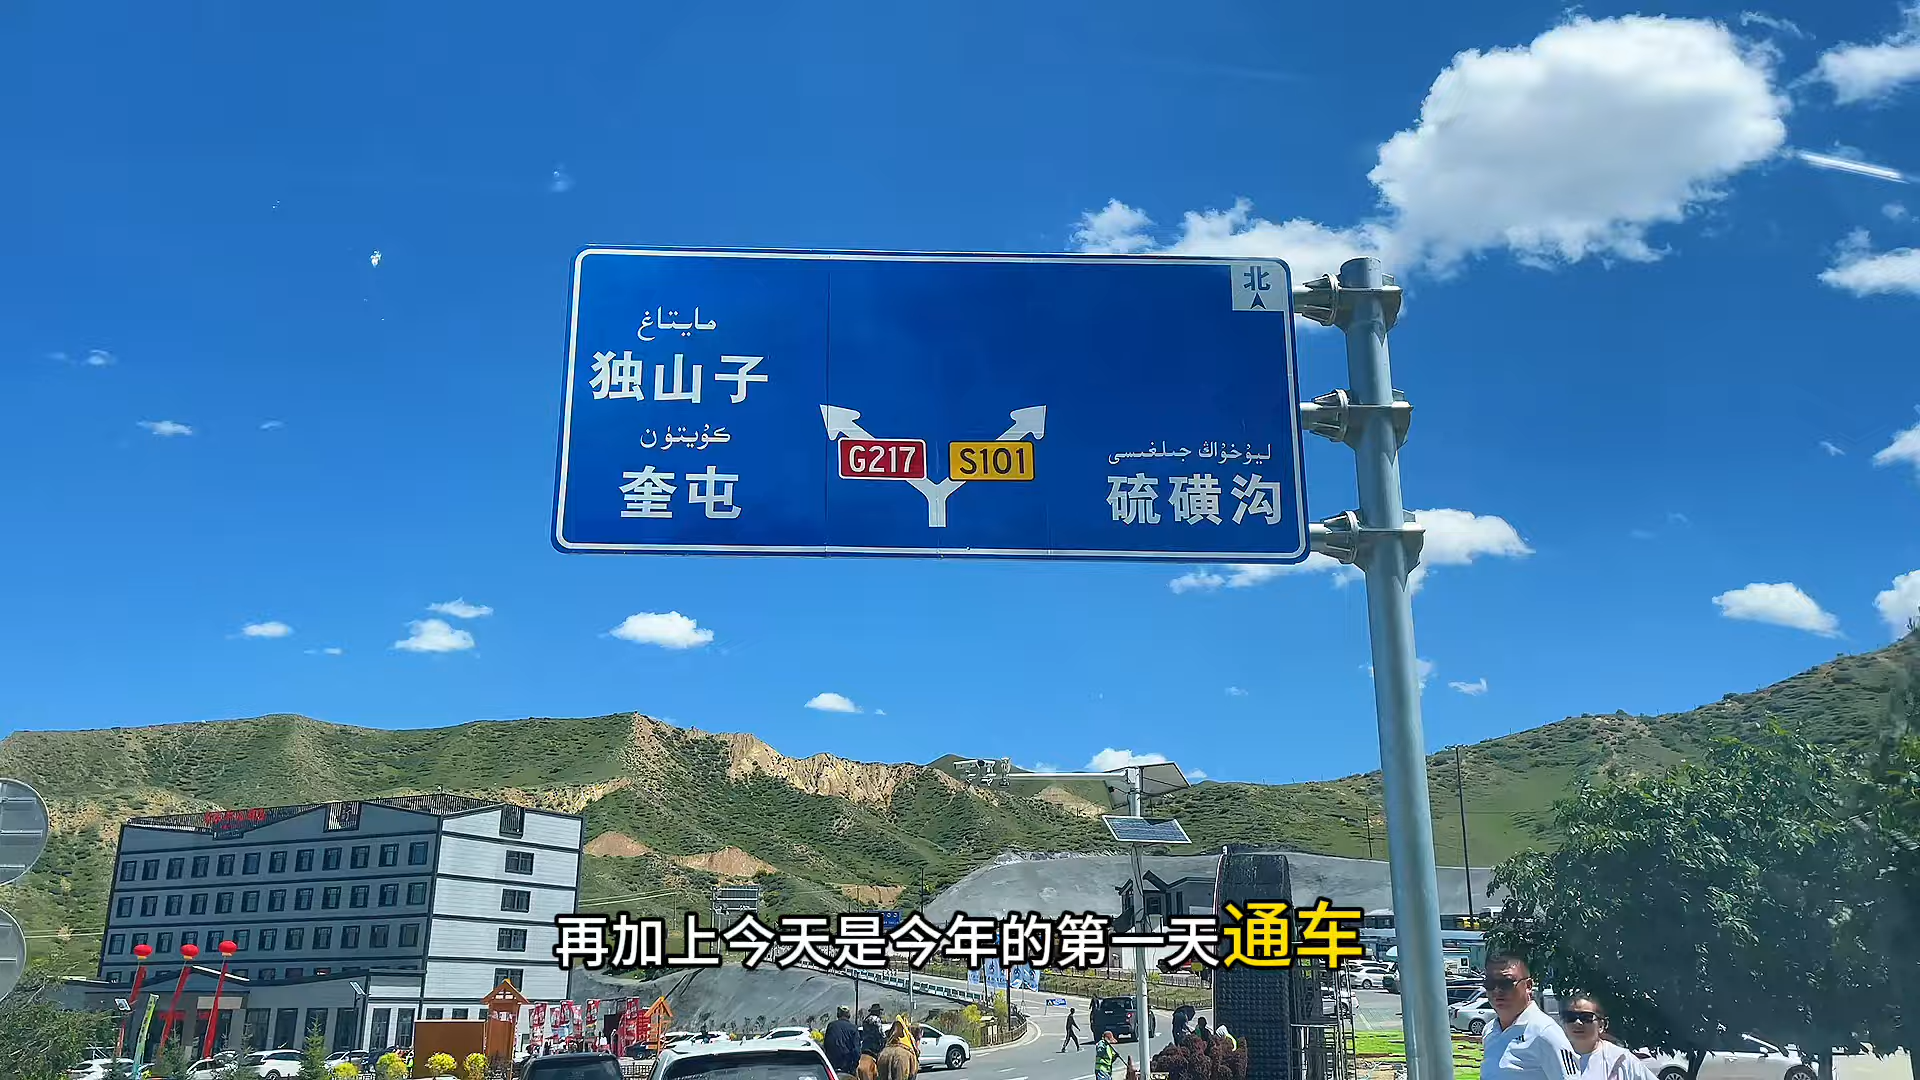 北
مايتاغ
独山子
كۇيتۇن
奎屯
G217
S101
ليۇخۇاڭ جىلغىسى
硫磺沟
再加上今天是今年的第一天通车